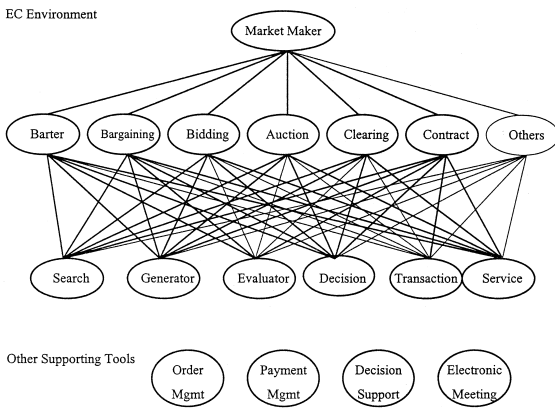 EC Environment
Market Maker
Barter Bargaining Bidding Auction Clearing Contract Others
Search Generator Evaluator Decision Transaction Service
Other Supporting Tools
Order Mgmt
Payment Mgmt
Decision Support
Electronic Meeting